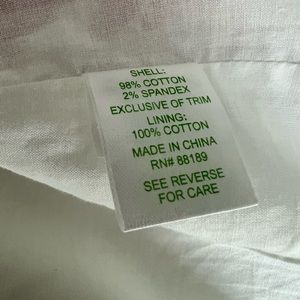 SHELL:
98% COTTON
2% SPANDEX
EXCLUSIVE OF TRIM
LINING:
100% COTTON
MADE IN CHINA
RN# 88189
SEE REVERSE
FOR CARE